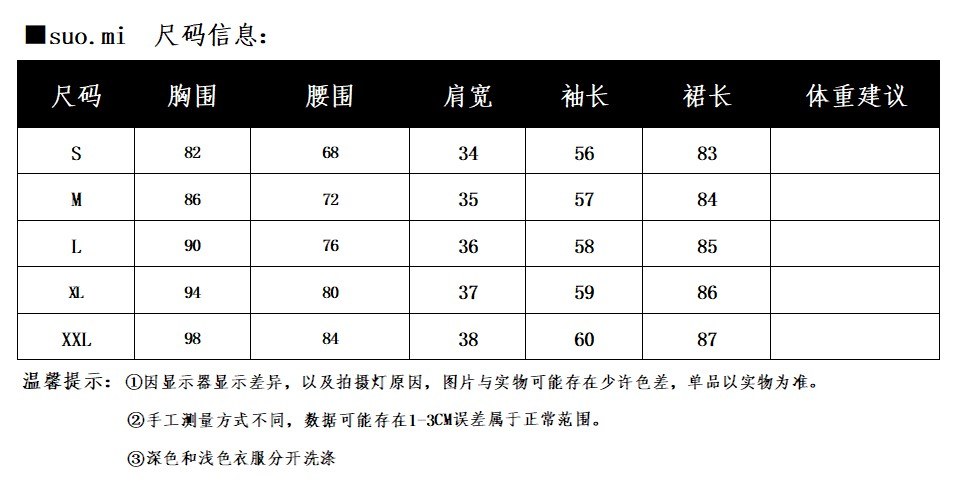 ■suo.mi 尺码信息：
尺码 胸围 腰围 肩宽 袖长 裙长 体重建议
S 82 68 34 56 83
M 86 72 35 57 84
L 90 76 36 58 85
XL 94 80 37 59 86
XXL 98 84 38 60 87
温馨提示：①因显示器显示差异，以及拍摄灯原因，图片与实物可能存在少许色差，单品以实物为准。
②手工测量方式不同，数据可能存在1-3CM误差属于正常范围。
③深色和浅色衣服分开洗涤